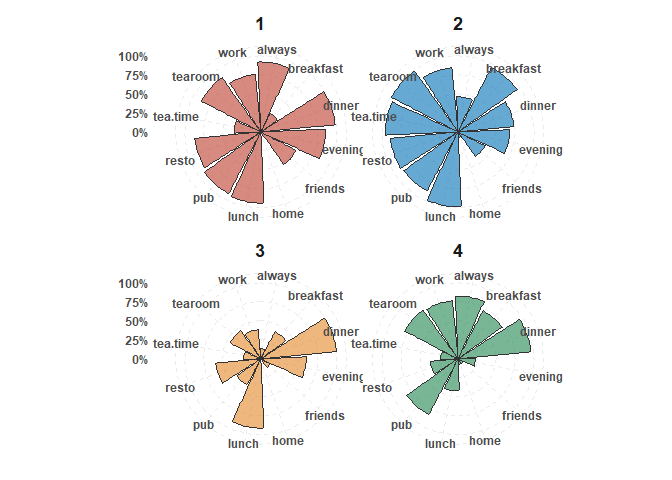 1
2
100%
75%
50%
25%
0%
always
breakfast
dinner
evening
friends
home
lunch
pub
resto
tea.time
tearoom
work
always
breakfast
dinner
evening
friends
home
lunch
pub
resto
tea.time
tearoom
work
3
4
100%
75%
50%
25%
0%
always
breakfast
dinner
evening
friends
home
lunch
pub
resto
tea.time
tearoom
work
always
breakfast
dinner
evening
friends
home
lunch
pub
resto
tea.time
tearoom
work